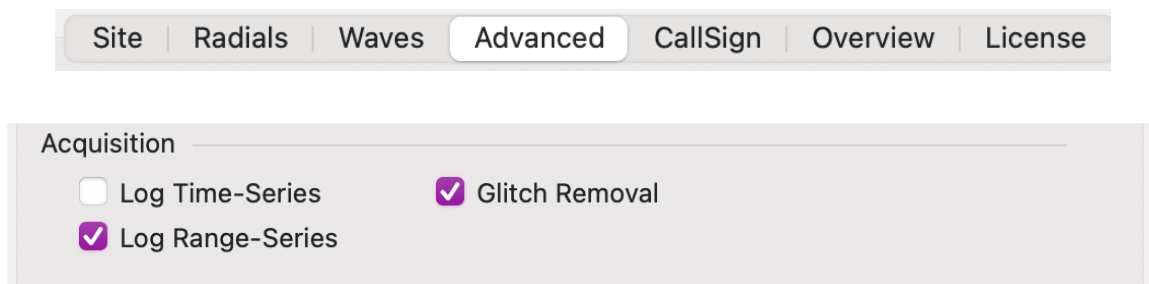 Site Radials Waves Advanced CallSign Overview License
Acquisition
Log Time-Series Glitch Removal
Log Range-Series